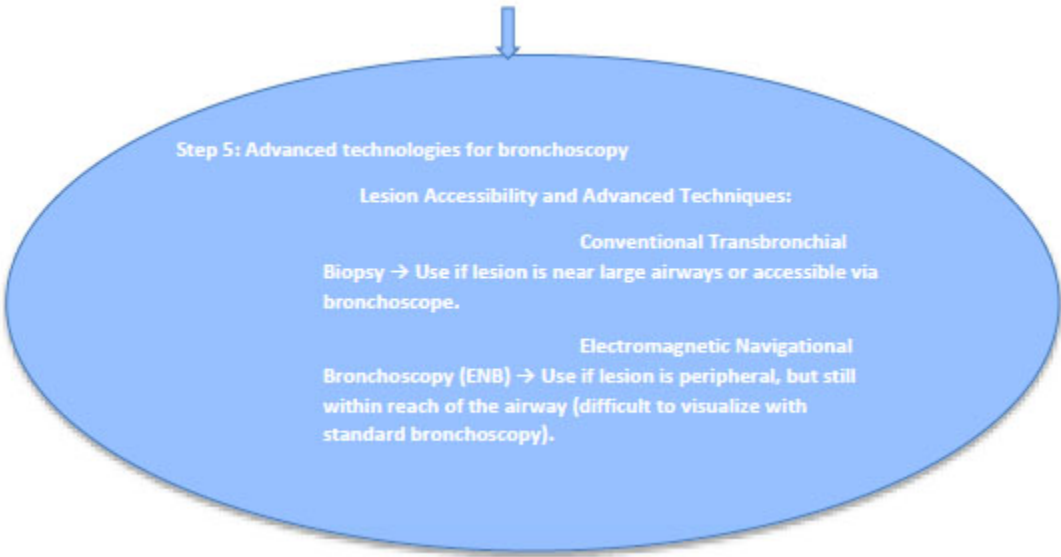 Step 5: Advanced technologies for bronchoscopy
Lesion Accessibility and Advanced Techniques:
Conventional Transbronchial
Biopsy → Use if lesion is near large airways or accessible via
bronchoscope.
Electromagnetic Navigational
Bronchoscopy (ENB) → Use if lesion is peripheral, but still
within reach of the airway (difficult to visualize with
standard bronchoscopy).